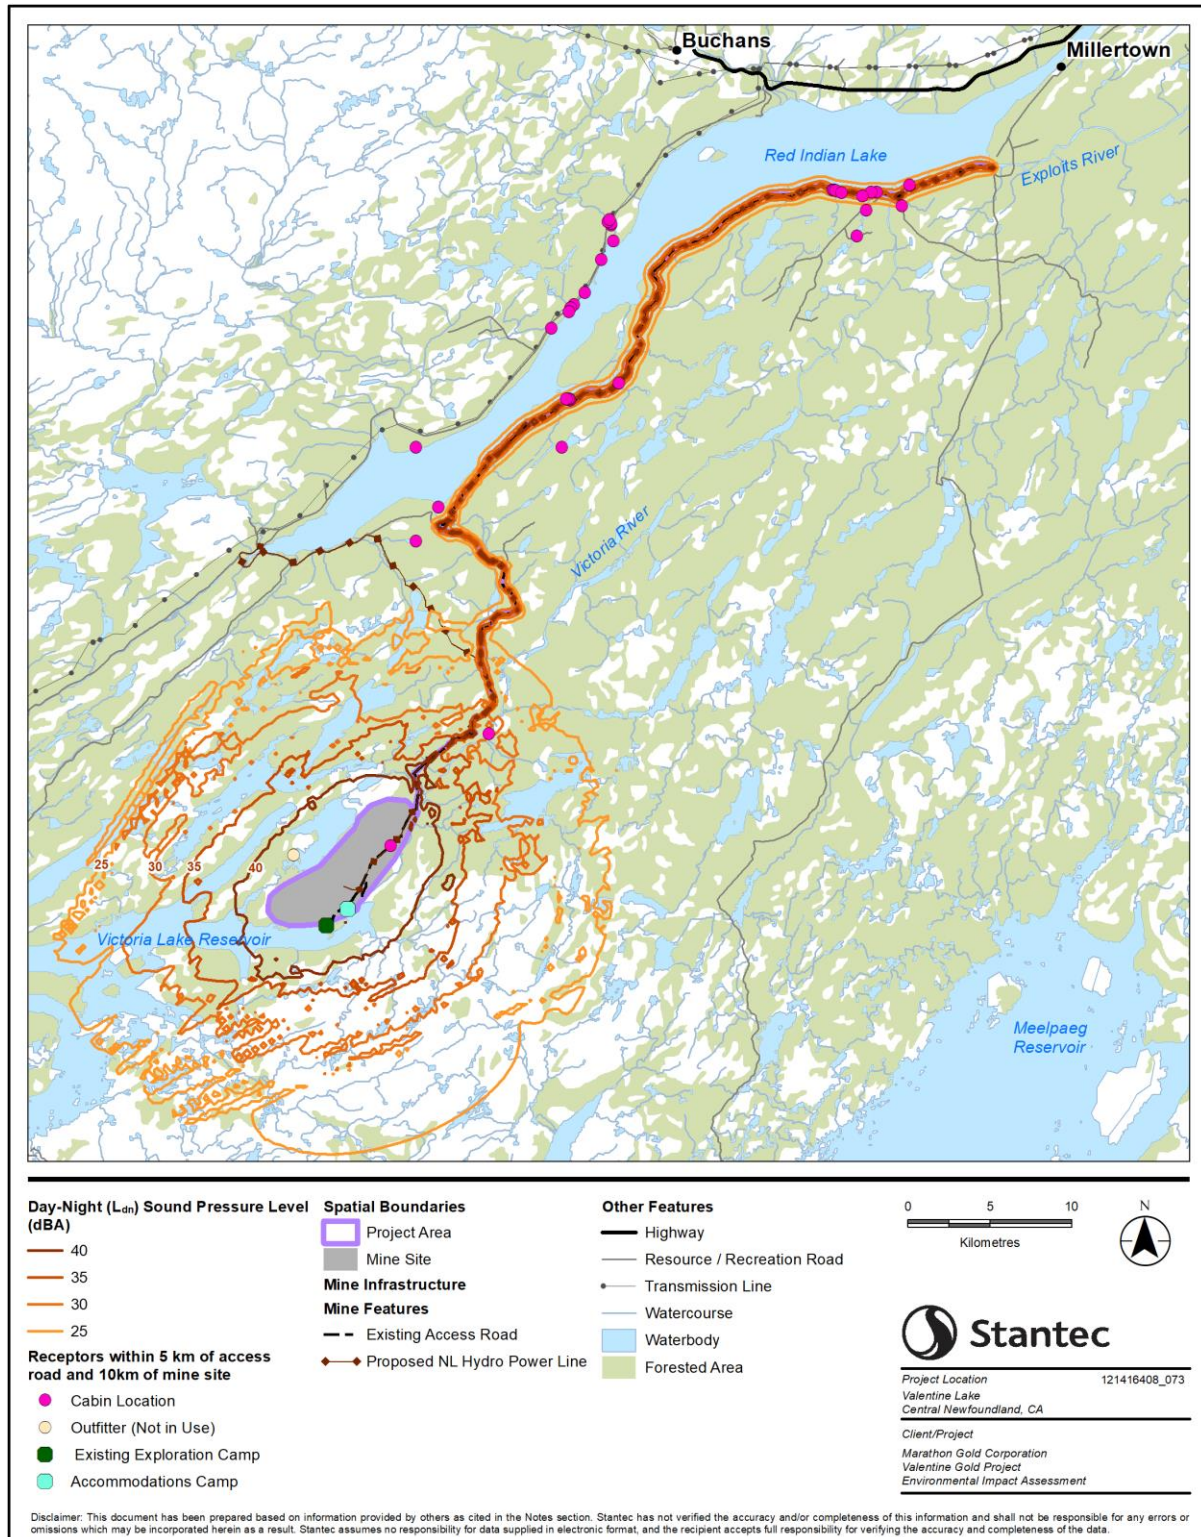 Buchans
Millertown
Red Indian Lake
Exploits River
Victoria River
25
30
35
40
Victoria Lake Reservoir
Meelpaeg
Reservoir
Day-Night (Ldn) Sound Pressure Level
(dBA)
40
35
30
25
Receptors within 5 km of access
road and 10km of mine site
Cabin Location
Outfitter (Not in Use)
Existing Exploration Camp
Accommodations Camp
Spatial Boundaries
Project Area
Mine Site
Mine Infrastructure
Mine Features
Existing Access Road
Proposed NL Hydro Power Line
Other Features
Highway
Resource / Recreation Road
Transmission Line
Watercourse
Waterbody
Forested Area
0 5 10
Kilometres
N
Stantec
Project Location 121416408_073
Valentine Lake
Central Newfoundland, CA
Client/Project
Marathon Gold Corporation
Valentine Gold Project
Environmental Impact Assessment
Disclaimer: This document has been prepared based on information provided by others as cited in the Notes section. Stantec has not verified the accuracy and/or completeness of this information and shall not be responsible for any errors or
omissions which may be incorporated herein as a result. Stantec assumes no responsibility for data supplied in electronic format, and the recipient accepts full responsibility for verifying the accuracy and completeness of the data.